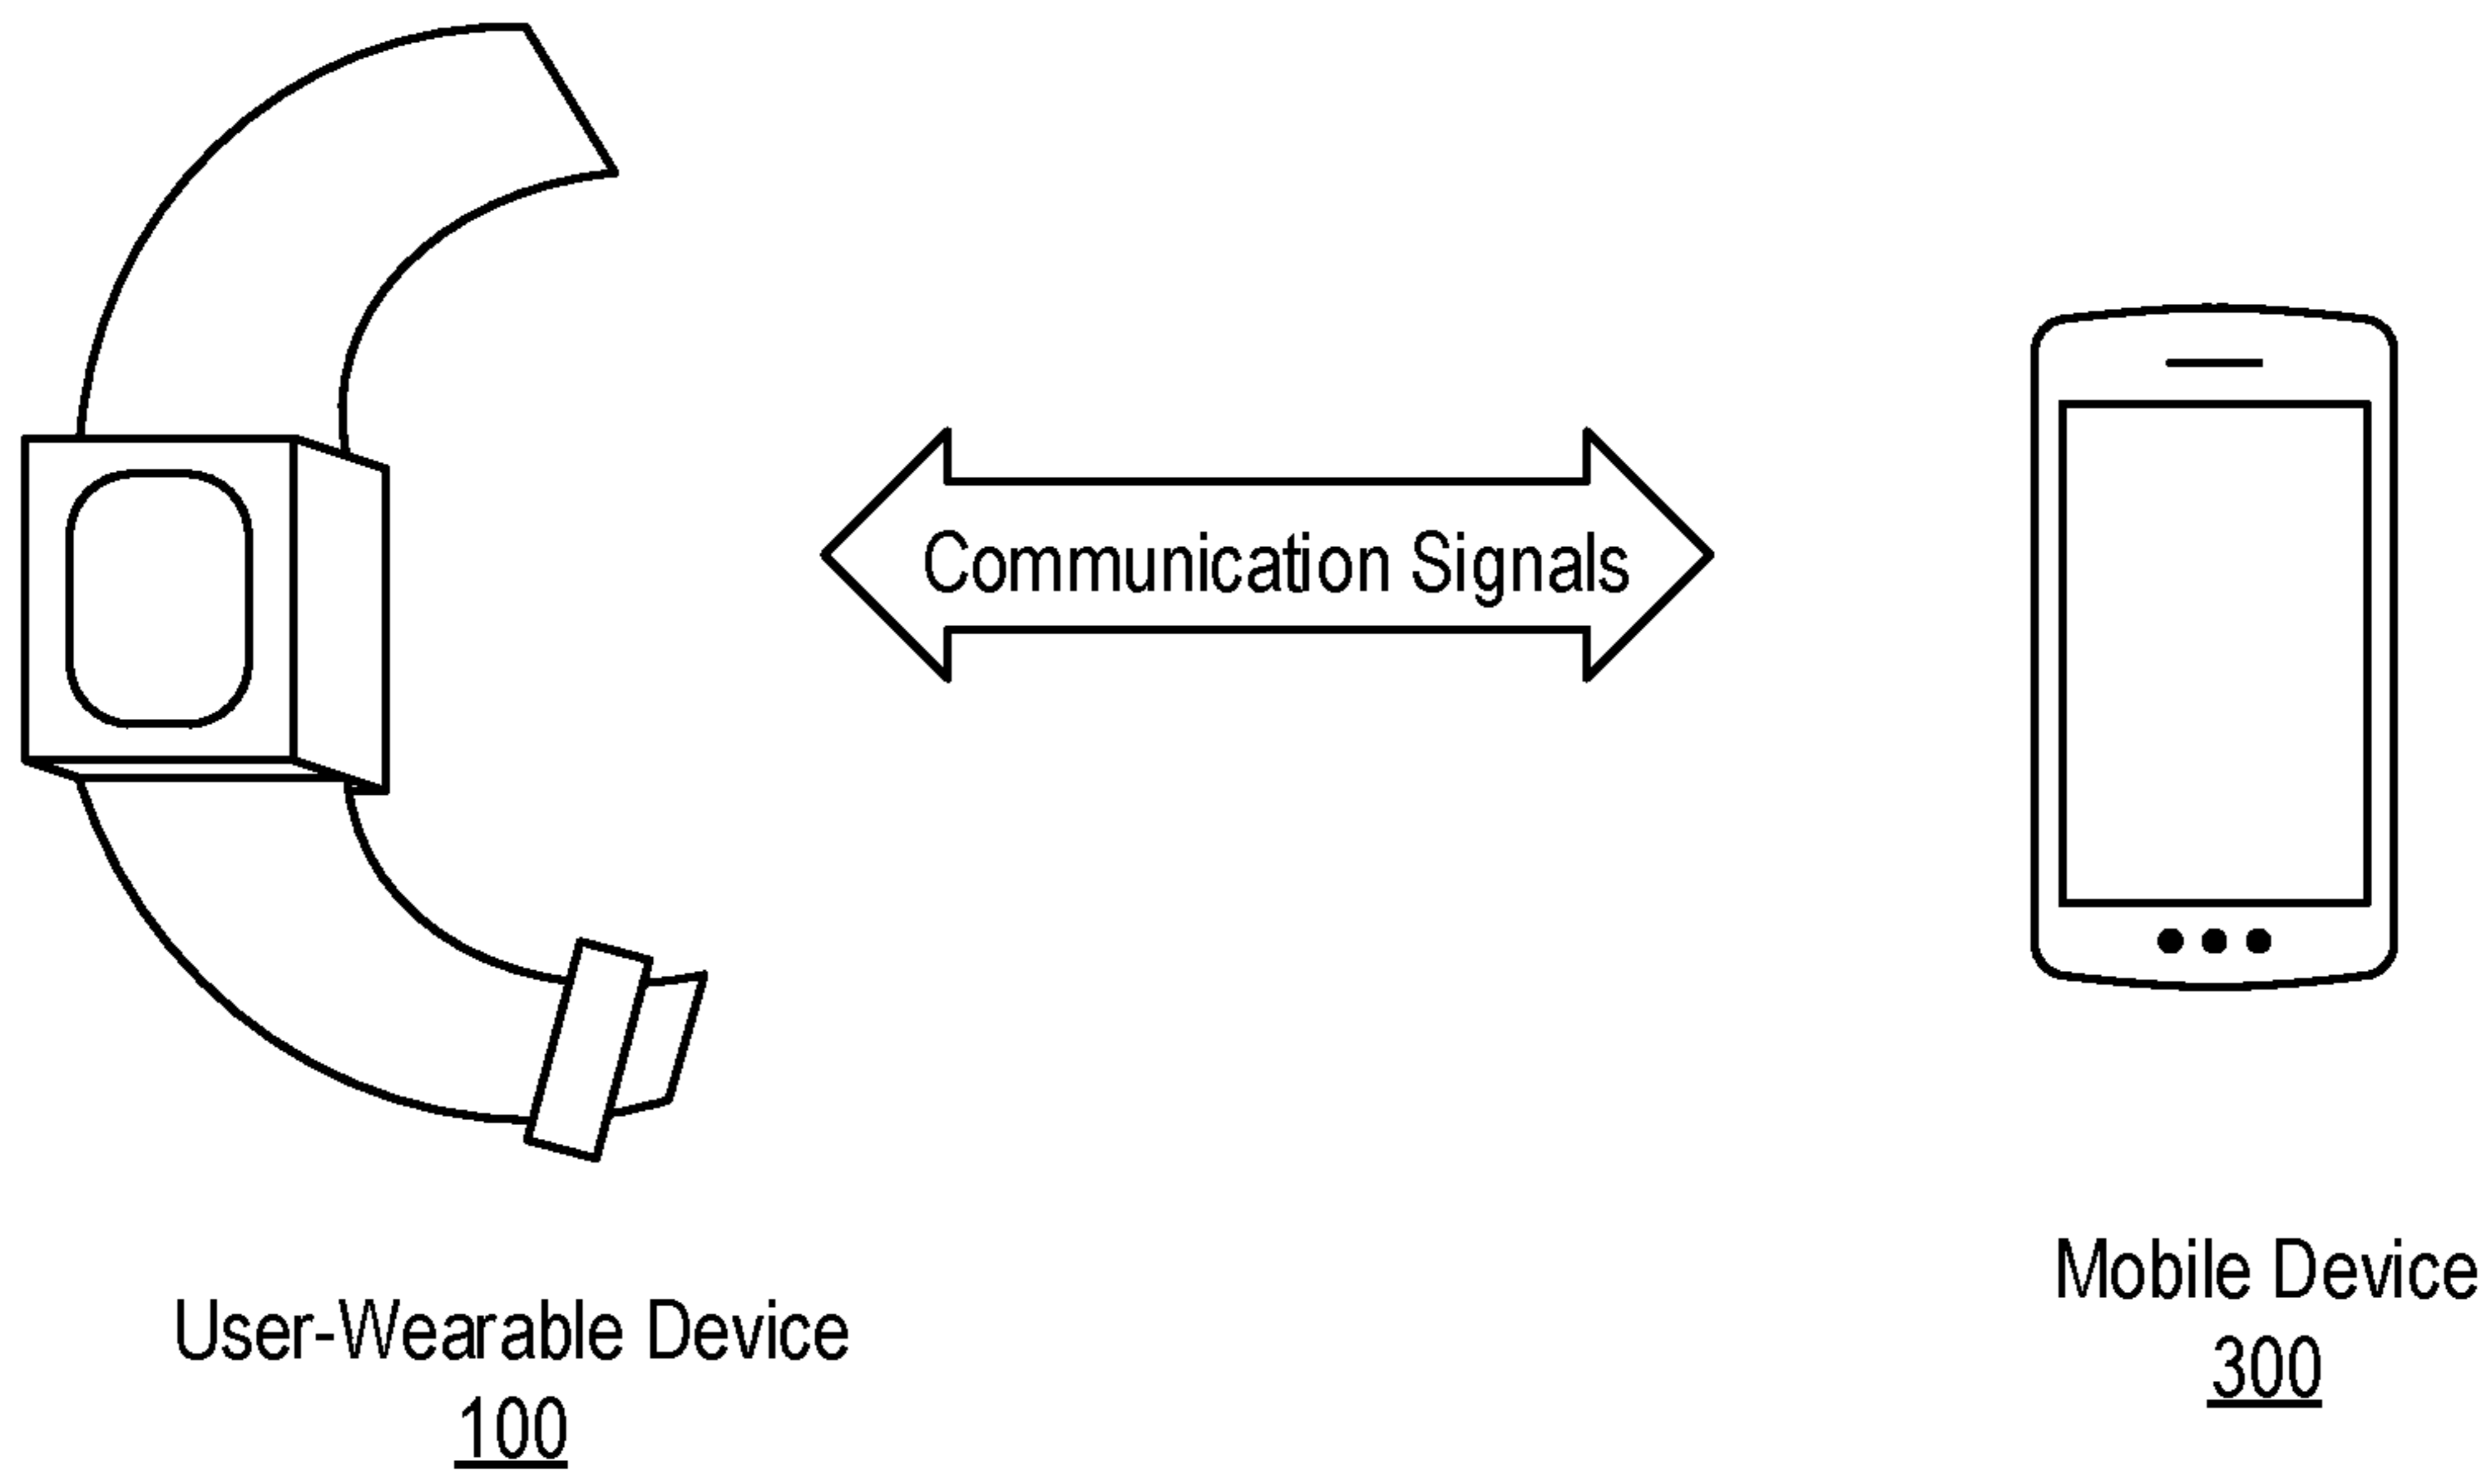 Communication Signals
User-Wearable Device
100
Mobile Device
300